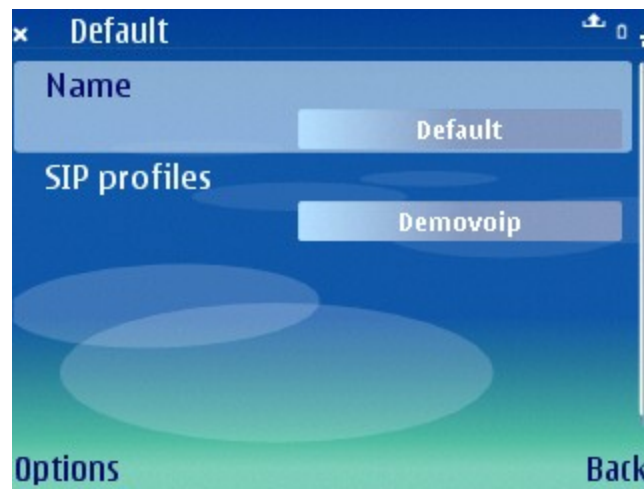 Default
Name
Default
SIP profiles
Demovoip
Options
Back